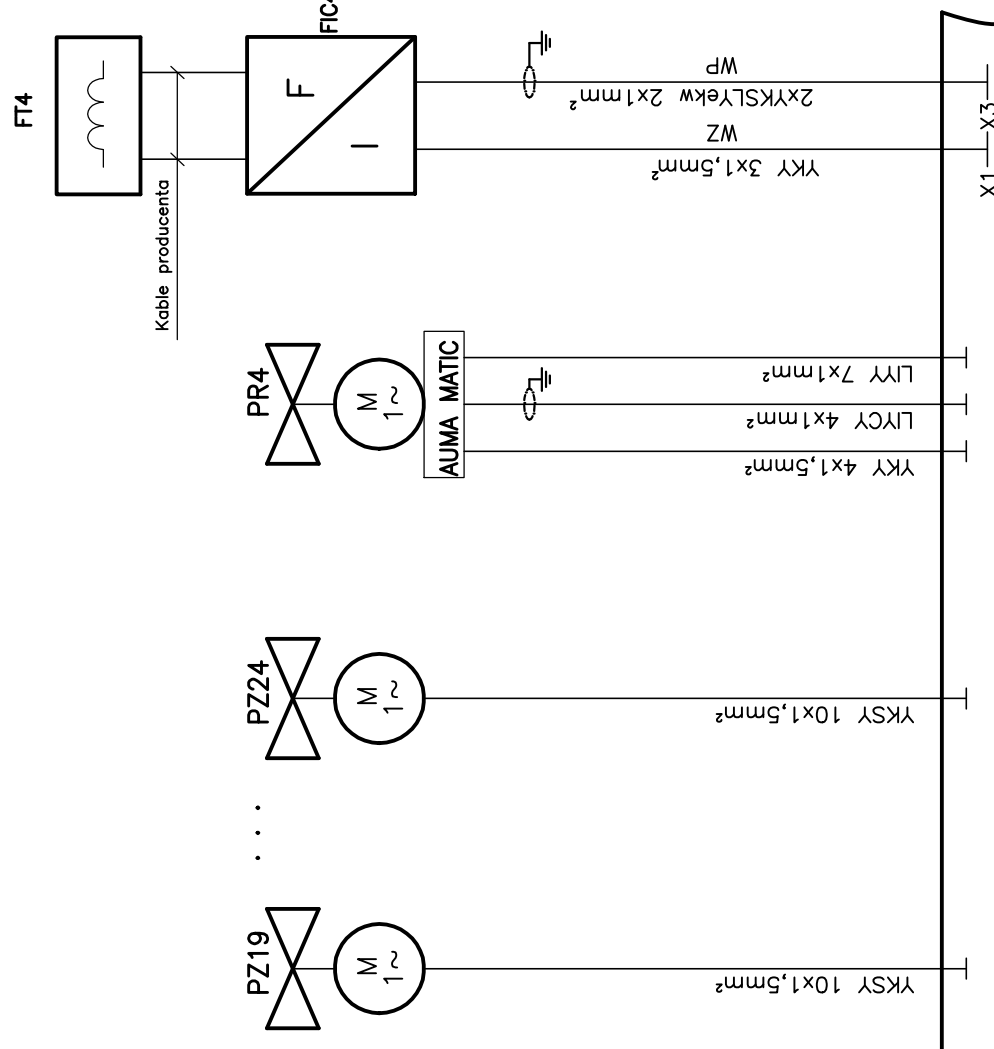 FT4
FIC4
Kable producenta
F
I
WP
2xYKSLYekw 2x1mm²
WZ
YKY 3x1,5mm²
X1
X3
PR4
M
1~
AUMA MATIC
LIYY 7x1mm²
LIYCY 4x1mm²
YKY 4x1,5mm²
PZ24
M
1~
YKSY 10x1,5mm²
. . .
PZ19
M
1~
YKSY 10x1,5mm²